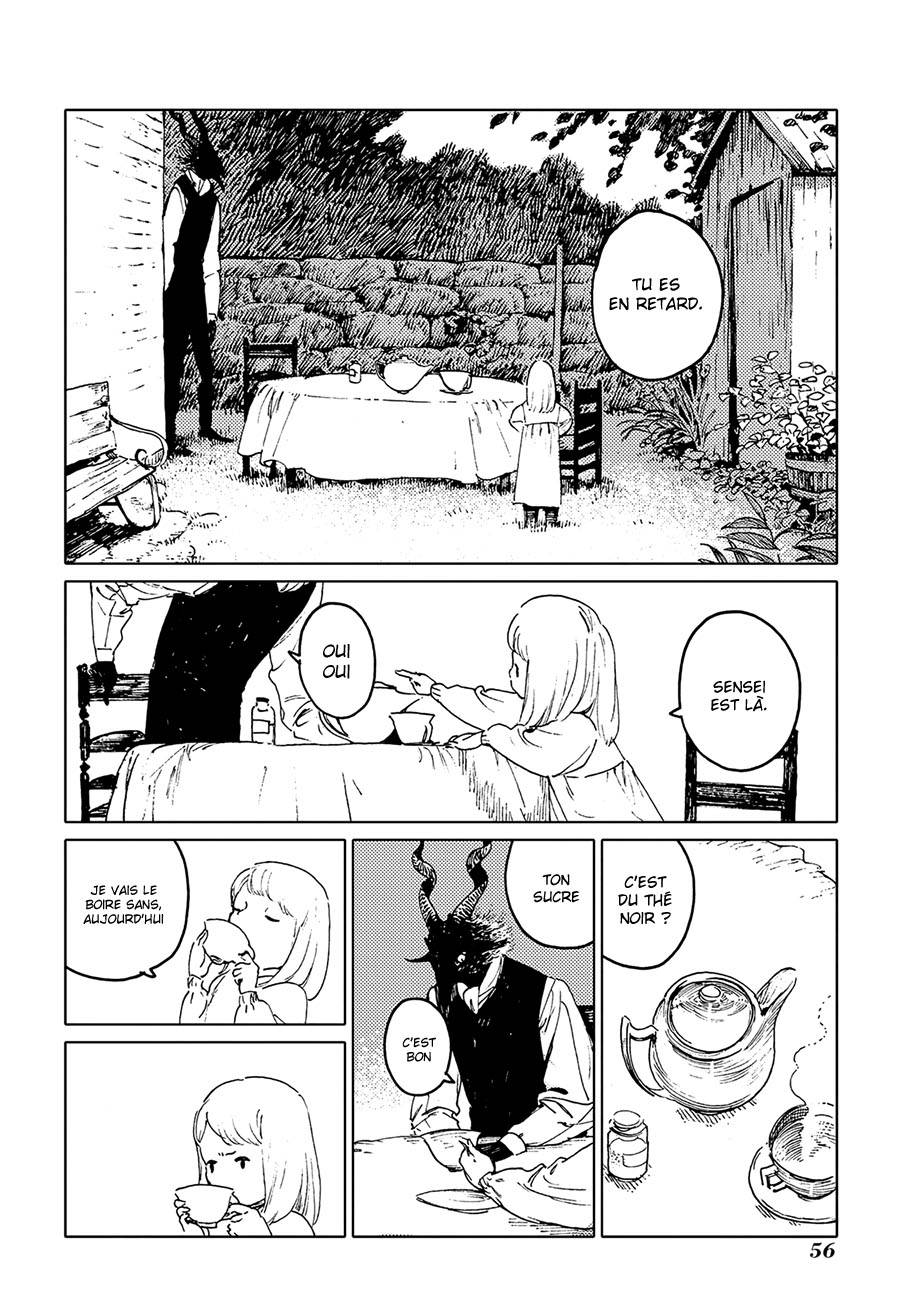 TU ES
EN RETARD.
SENSEI
EST LÀ.
OUI
OUI
C'EST
DU THÉ
NOIR ?
TON
SUCRE
C'EST
BON
JE VAIS LE
BOIRE SANS,
AUJOURD'HUI
56